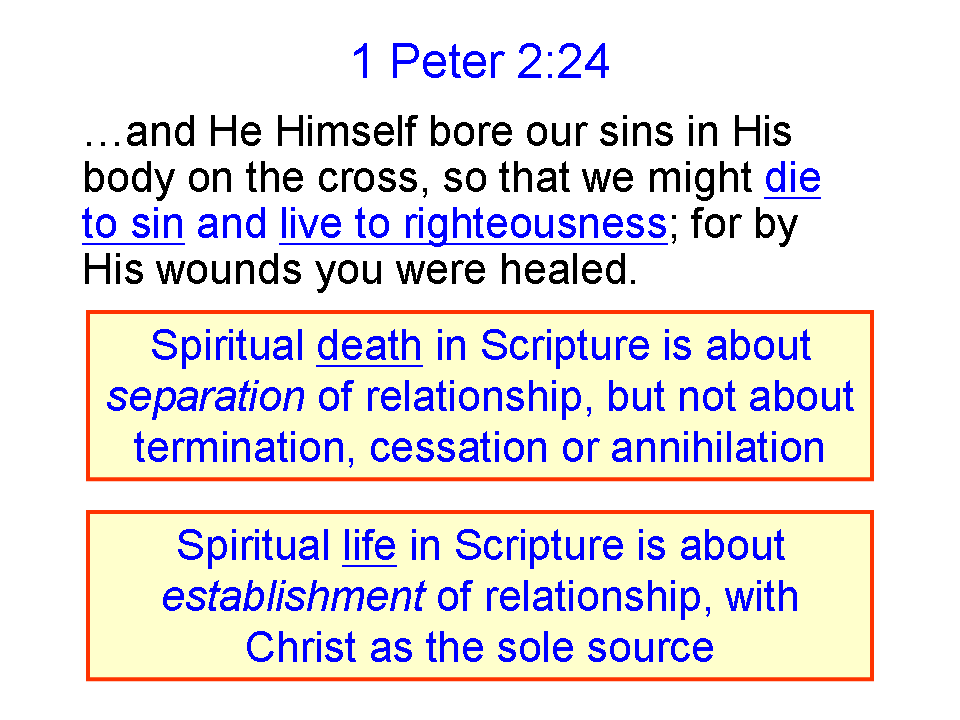 1 Peter 2:24
…and He Himself bore our sins in His
body on the cross, so that we might die
to sin and live to righteousness; for by
His wounds you were healed.
Spiritual death in Scripture is about
separation of relationship, but not about
termination, cessation or annihilation
Spiritual life in Scripture is about
establishment of relationship, with
Christ as the sole source